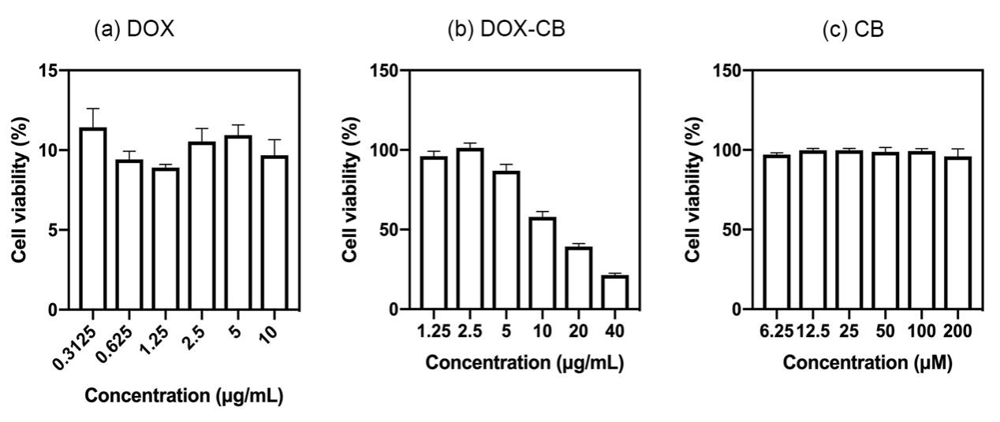 (a) DOX
(b) DOX-CB
(c) CB
Cell viability (%)
15
10
5
0
0.3125
0.625
1.25
2.5
5
10
Concentration (µg/mL)
Cell viability (%)
150
100
50
0
1.25 2.5 5 10 20 40
Concentration (µg/mL)
Cell viability (%)
150
100
50
0
6.25 12.5 25 50 100 200
Concentration (µM)